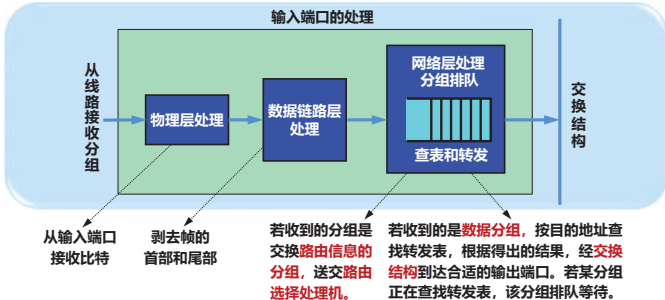 输入端口的处理
从线路接收分组
物理层处理
数据链路层
处理
网络层处理
分组排队
查表和转发
交换结构
从输入端口
接收比特
剥去帧的
首部和尾部
若收到的分组是
交换路由信息的
分组，送交路由
选择处理机。
若收到的是数据分组，按目的地址查
找转发表，根据得出的结果，经交换
结构到达合适的输出端口。若某分组
正在查找转发表，该分组排队等待。